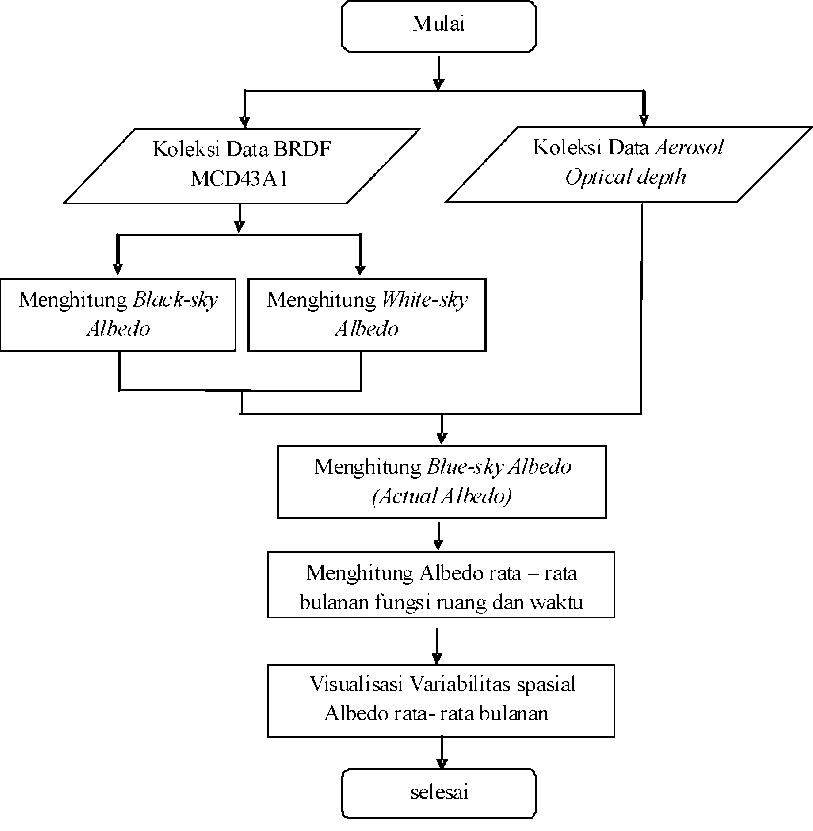 Mulai
Koleksi Data BRDF
MCD43A1
Koleksi Data Aerosol
Optical depth
Menghitung Black-sky
Albedo
Menghitung White-sky
Albedo
Menghitung Blue-sky Albedo
(Actual Albedo)
Menghitung Albedo rata – rata
bulanan fungsi ruang dan waktu
Visualisasi Variabilitas spasial
Albedo rata- rata bulanan
selesai